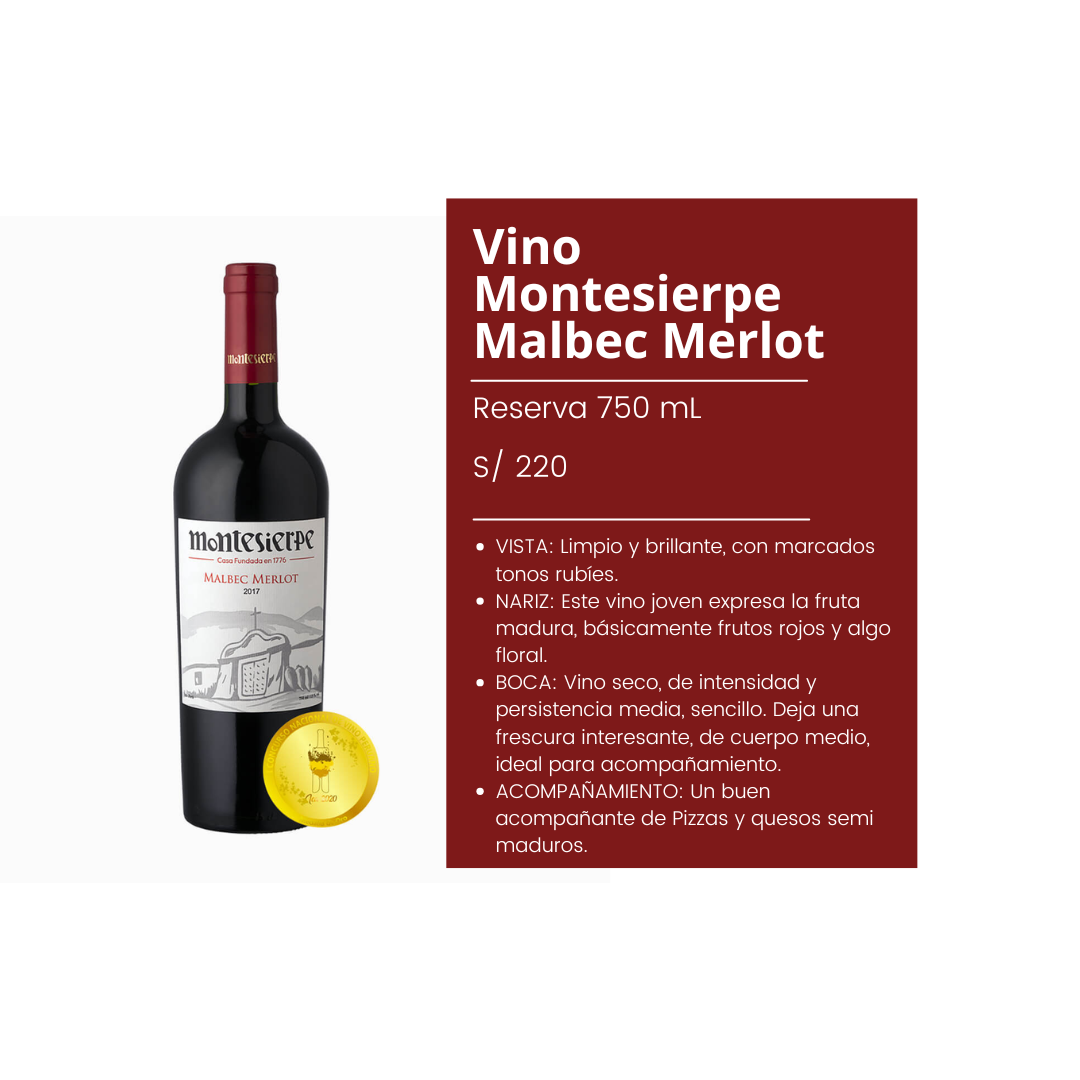 Vino
Montesierpe
Malbec Merlot
Reserva 750 mL
S/ 220
• VISTA: Limpio y brillante, con marcados
tonos rubíes.
• NARIZ: Este vino joven expresa la fruta
madura, básicamente frutos rojos y algo
floral.
• BOCA: Vino seco, de intensidad y
persistencia media, sencillo. Deja una
frescura interesante, de cuerpo medio,
ideal para acompañamiento.
• ACOMPAÑAMIENTO: Un buen
acompañante de Pizzas y quesos semi
maduros.
montesierpe
montesierpe
Casa Fundada en 1776
MALBEC MERLOT
2017